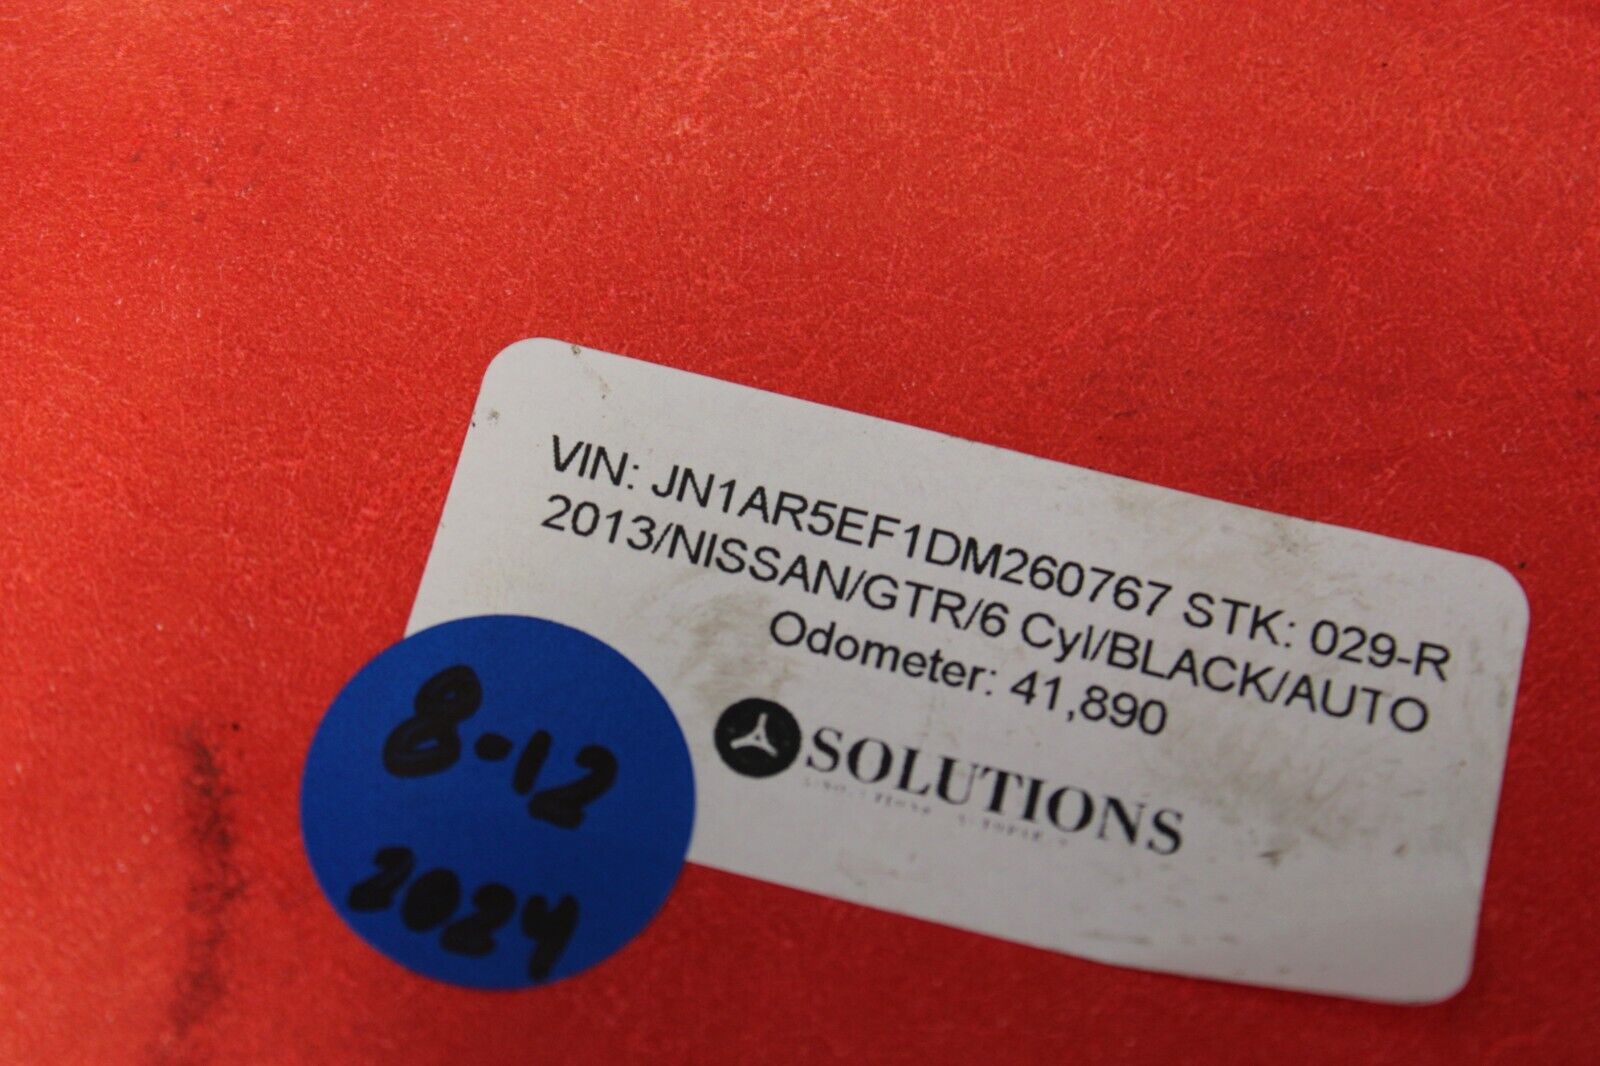 VIN: JN1AR5EF1DM260767 STK: 029-R
2013/NISSAN/GTR/6 Cyl/BLACK/AUTO
Odometer: 41,890
SOLUTIONS
8-12
2024